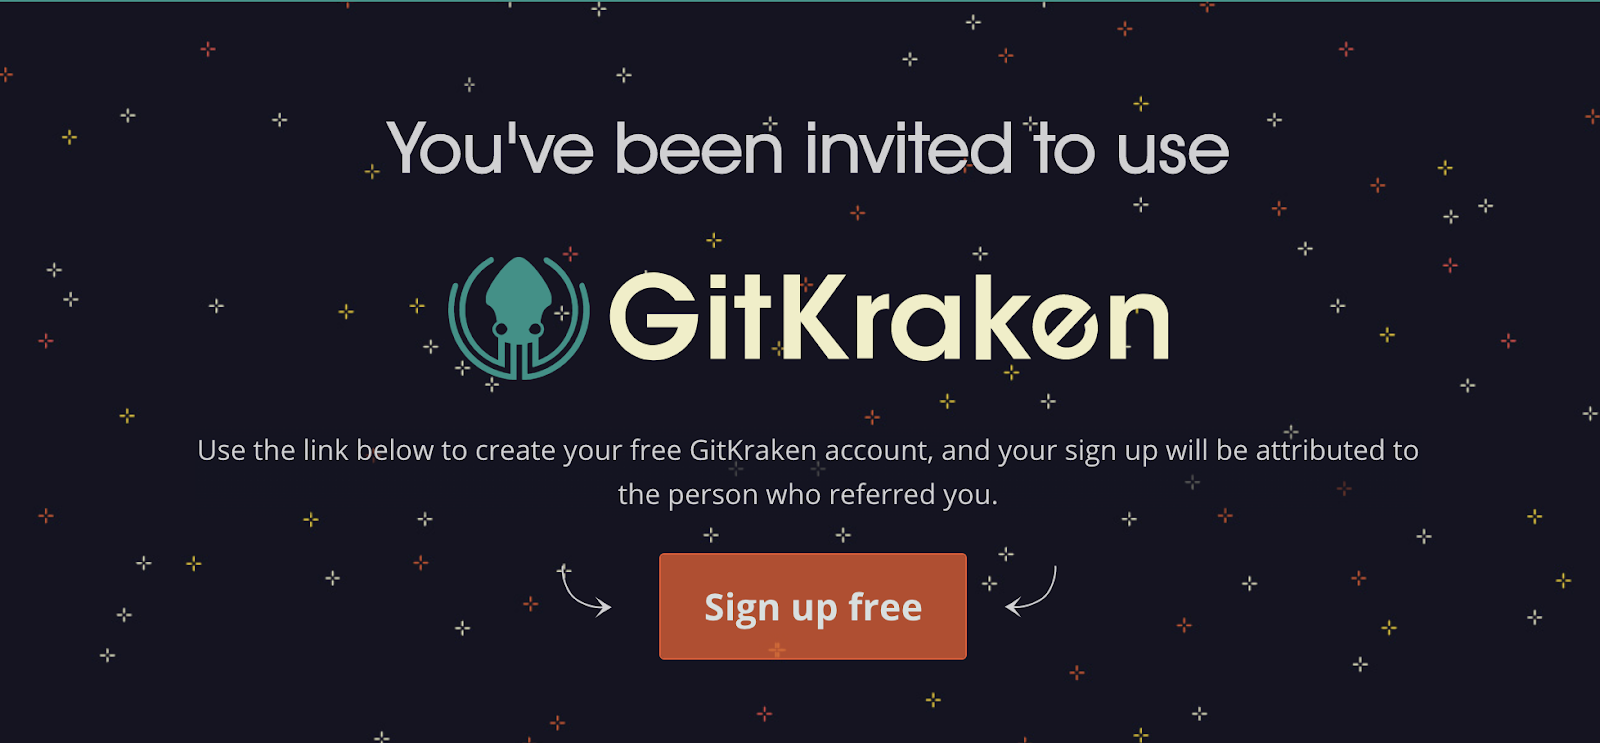 You've been invited to use
GitKraken
Use the link below to create your free GitKraken account, and your sign up will be attributed to
the person who referred you.
Sign up free